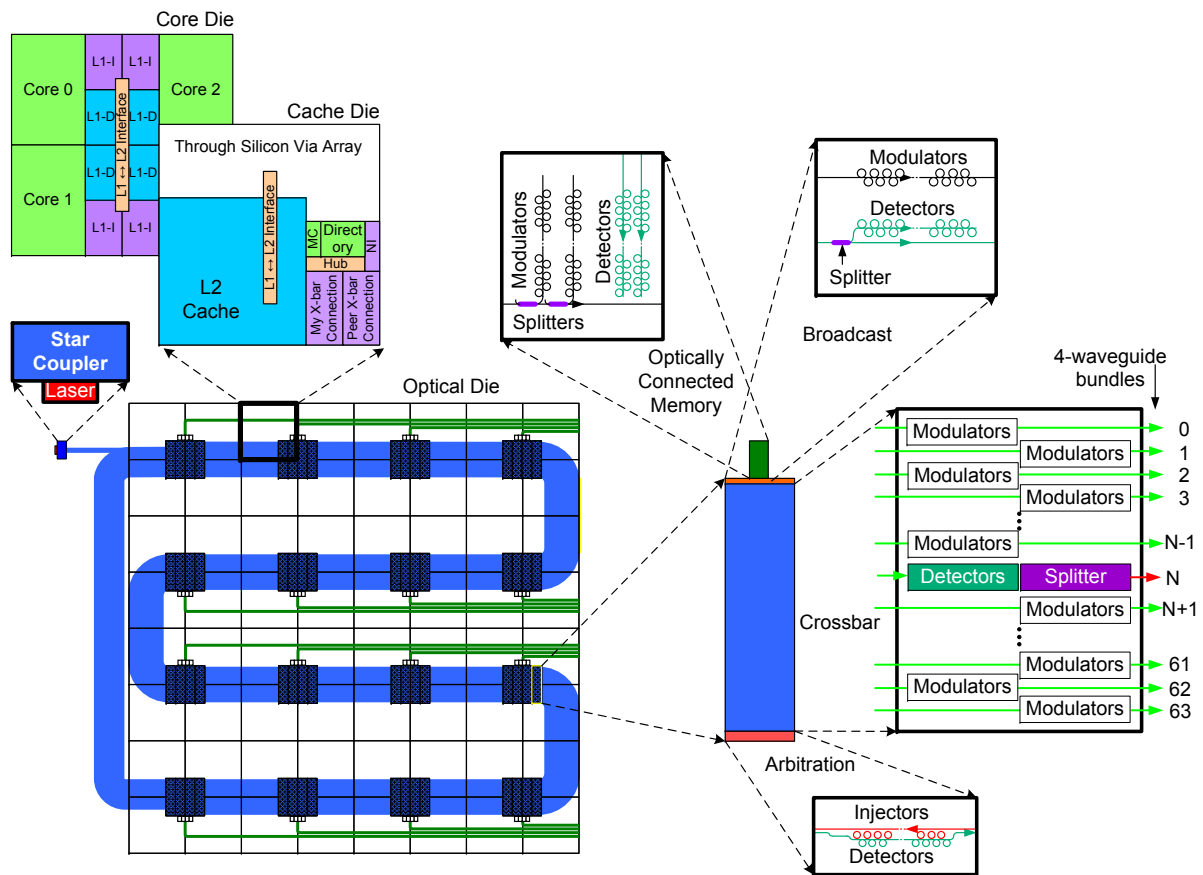 Core Die
L1-I
L1-I
Core 0
Core 2
L1-D
L1-D
L1 ↔ L2 Interface
L1-D
L1-D
Core 1
L1-I
L1-I
Cache Die
Through Silicon Via Array
L1 ↔ L2 Interface
L2
Cache
MC
Direct
ory
NI
Hub
My X-bar
Connection
Peer X-bar
Connection
Star
Coupler
Laser
Optical Die
Modulators
Detectors
Splitters
Optically
Connected
Memory
Modulators
Detectors
Splitter
Broadcast
4-waveguide
bundles
Modulators
0
Modulators
1
Modulators
2
Modulators
3
Modulators
N-1
Detectors
Splitter
N
Modulators
N+1
Crossbar
Modulators
61
Modulators
62
Modulators
63
Arbitration
Injectors
Detectors